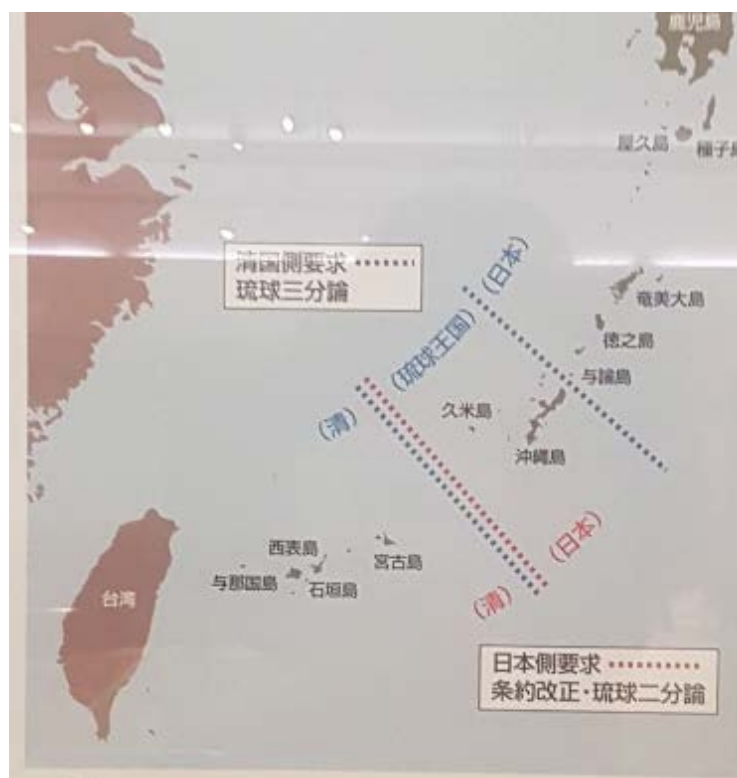 鹿児島
屋久島
種子島
清国側要求
琉球三分論
(日本)
(琉球王国)
(清)
奄美大島
徳之島
与論島
久米島
沖縄島
西表島
宮古島
与那国島
石垣島
台湾
(日本)
(清)
日本側要求
条約改正・琉球二分論